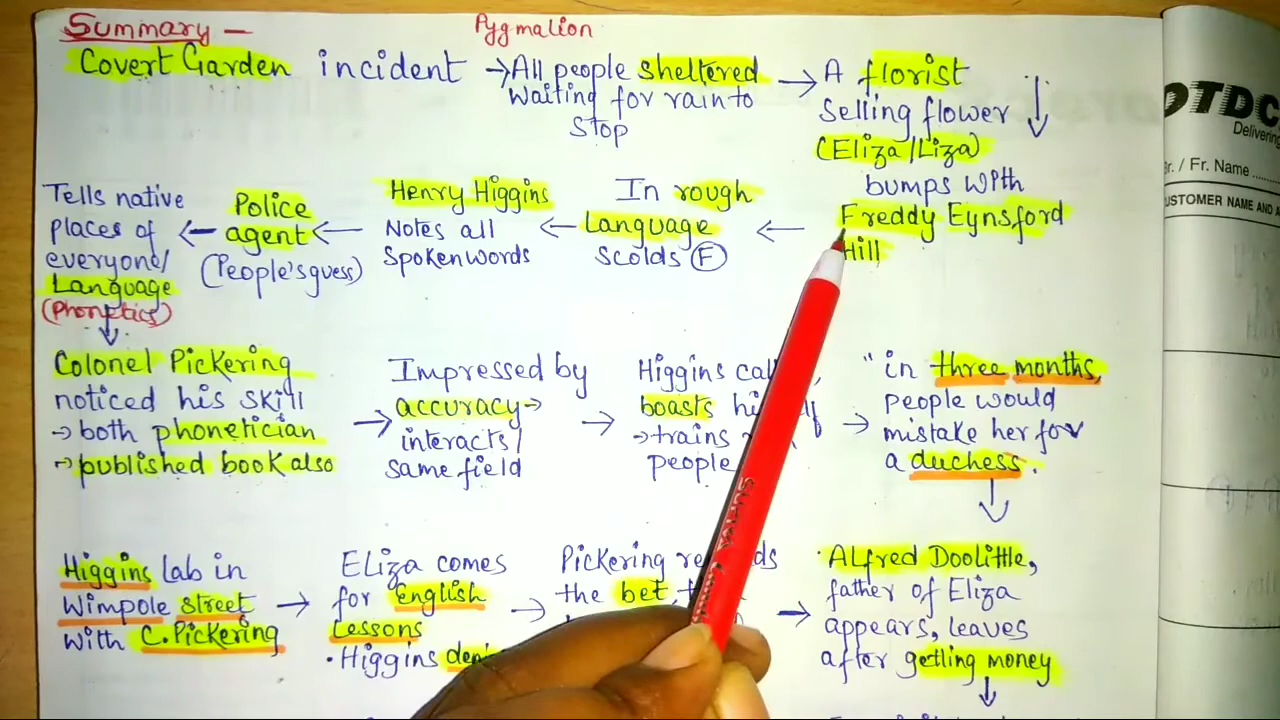 Summary -
Pygmalion
Covert Garden incident → All people sheltered
waiting for rain to
stop
→ A florist
selling flower
(Eliza/Liza)
bumps with
Freddy Eynsford
Hill
← In rough
Language
scolds (F)
← Henry Higgins
Notes all
Spoken words
← Police
agent
(People's guess)
← Tells native
places of
everyone/
Language
(Phonetics)
Colonel Pickering
noticed his skill
→ both phonetician
→ published book also
→ Impressed by
accuracy →
interacts/
same field
→ Higgins
boasts
→ trains
people
→ "in three months,
people would
mistake her for
a duchess.
Higgins lab in
Wimpole street
with C. Pickering
→ Eliza comes
for English
Lessons
• Higgins
→ Pickering
the bet,
→ • Alfred Doolittle,
father of Eliza
appears, leaves
after getling money
DTDC
Delivering
/ Fr. Name
CUSTOMER NAME AND